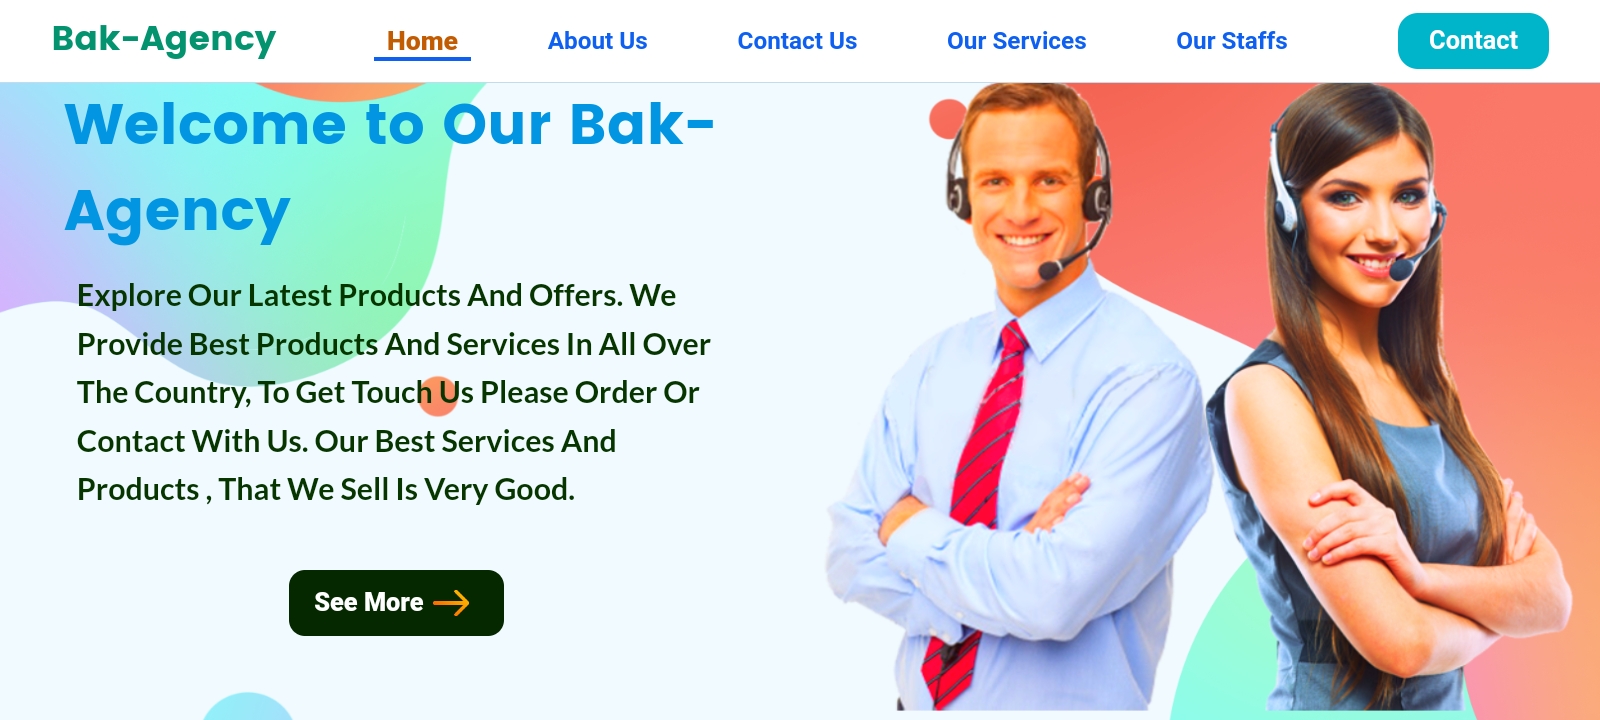 Bak-Agency Home About Us Contact Us Our Services Our Staffs Contact
Welcome to Our Bak-
Agency
Explore Our Latest Products And Offers. We
Provide Best Products And Services In All Over
The Country, To Get Touch Us Please Order Or
Contact With Us. Our Best Services And
Products , That We Sell Is Very Good.
See More